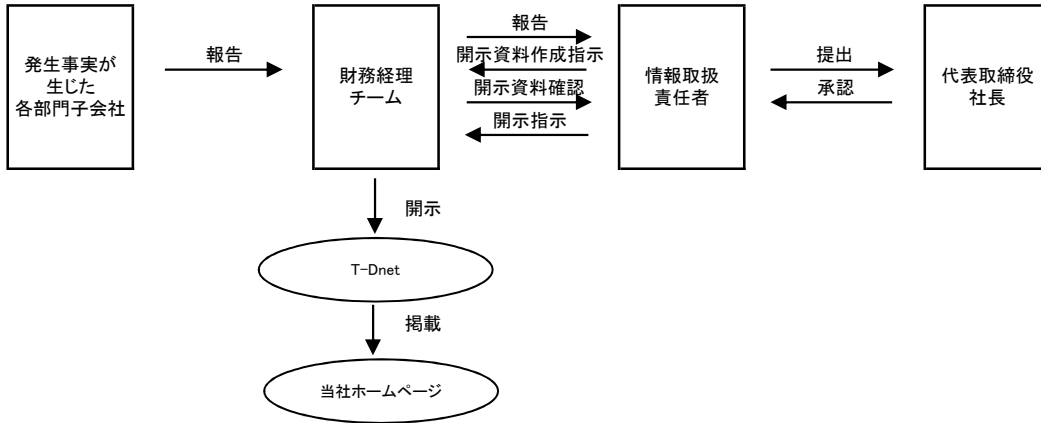 発生事実が
生じた
各部門子会社
報告
財務経理
チーム
報告
開示資料作成指示
開示資料確認
開示指示
情報取扱
責任者
提出
承認
代表取締役
社長
開示
T-Dnet
掲載
当社ホームページ